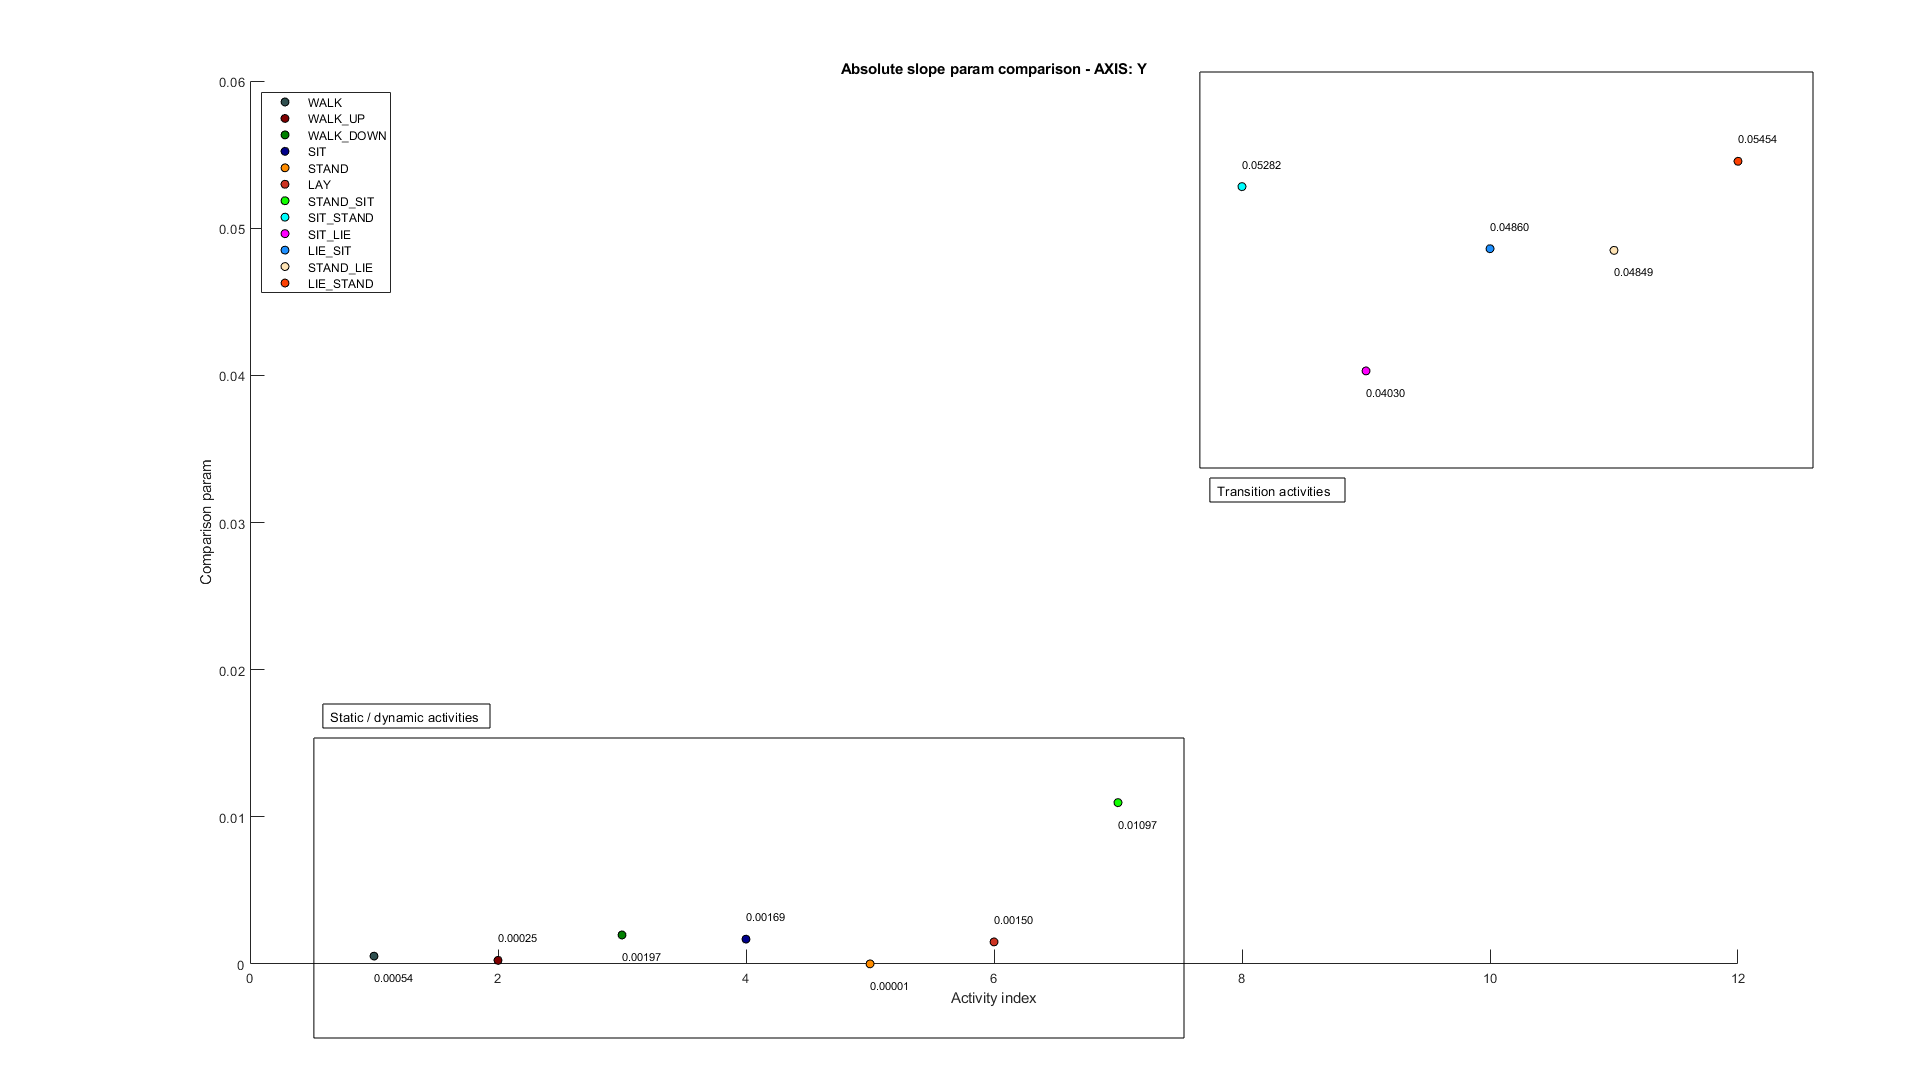 Absolute slope param comparison - AXIS: Y
0.06
0.05
0.04
0.03
0.02
0.01
0
Comparison param
WALK
WALK_UP
WALK_DOWN
SIT
STAND
LAY
STAND_SIT
SIT_STAND
SIT_LIE
LIE_SIT
STAND_LIE
LIE_STAND
0.05454
0.05282
0.04860
0.04849
0.04030
Transition activities
Static / dynamic activities
0.01097
0.00169
0.00150
0.00025
0.00197
0.00054
0.00001
0
2
4
6
8
10
12
Activity index